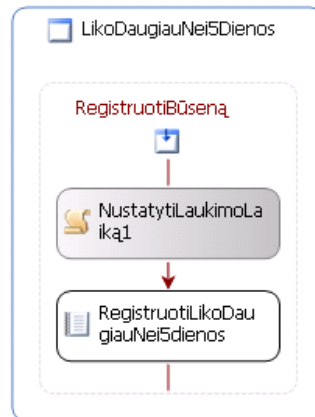 LikoDaugiauNei5Dienos
RegistruotiBūseną
NustatytiLaukimoLa
iką1
RegistruotiLikoDau
giauNei5dienos